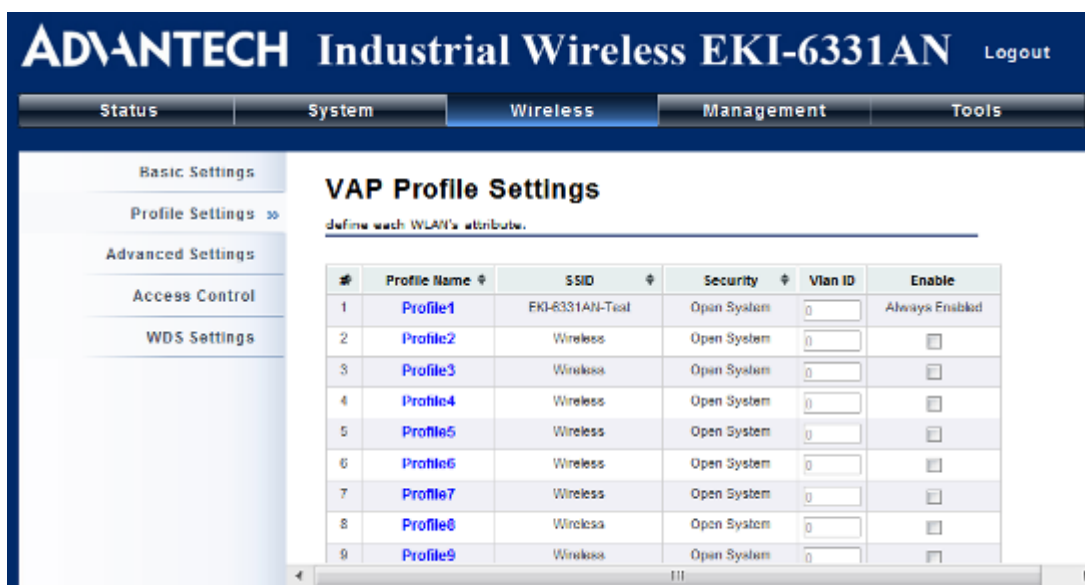 ADVANTECH Industrial Wireless EKI-6331AN Logout
Status System Wireless Management Tools
Basic Settings
Profile Settings »
Advanced Settings
Access Control
WDS Settings
VAP Profile Settings
define each WLAN's attribute.
# Profile Name SSID Security Vlan ID Enable
1 Profile1 EKI-6331AN-Test Open System 0 Always Enabled
2 Profile2 Wireless Open System 0
3 Profile3 Wireless Open System 0
4 Profile4 Wireless Open System 0
5 Profile5 Wireless Open System 0
6 Profile6 Wireless Open System 0
7 Profile7 Wireless Open System 0
8 Profile8 Wireless Open System 0
9 Profile9 Wireless Open System 0